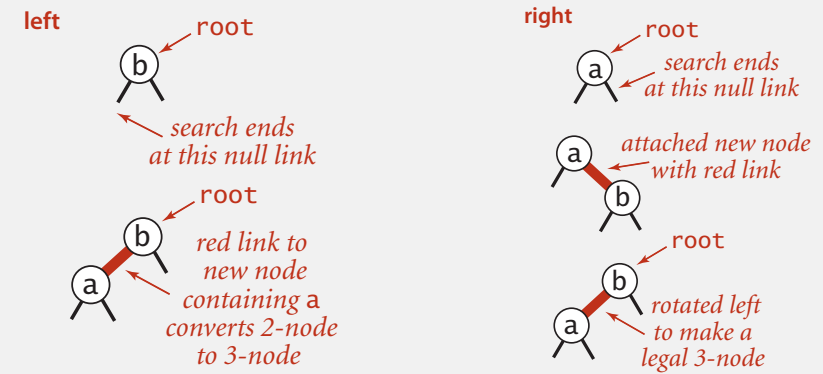 left
root
b
search ends
at this null link
root
b
a
red link to
new node
containing a
converts 2-node
to 3-node
right
root
a
search ends
at this null link
a
attached new node
with red link
b
root
b
a
rotated left
to make a
legal 3-node